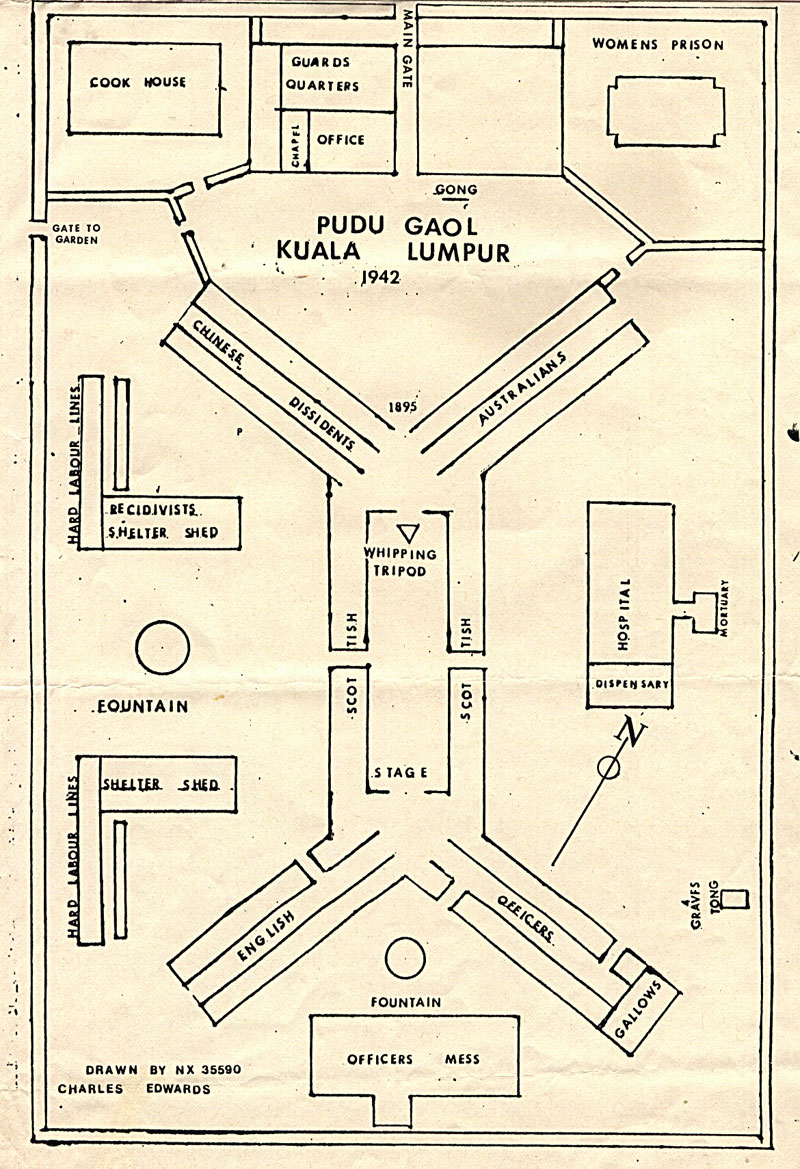 MAIN GATE
COOK HOUSE
GUARDS
QUARTERS
CHAPEL
OFFICE
WOMENS PRISON
GONG
GATE TO
GARDEN
PUDU GAOL
KUALA LUMPUR
1942
CHINESE
DISSIDENTS
1895
AUSTRALIANS
HARD LABOUR LINES
RECIDIVISTS
SHELTER SHED
WHIPPING
TRIPOD
TISH
TISH
SCOT
SCOT
HOSPITAL
MORTUARY
DISPENSARY
FOUNTAIN
N
STAGE
HARD LABOUR LINES
SHELTER SHED
4
GRAVES
TONG
ENGLISH
OFFICERS
GALLOWS
FOUNTAIN
OFFICERS MESS
DRAWN BY NX 35590
CHARLES EDWARDS